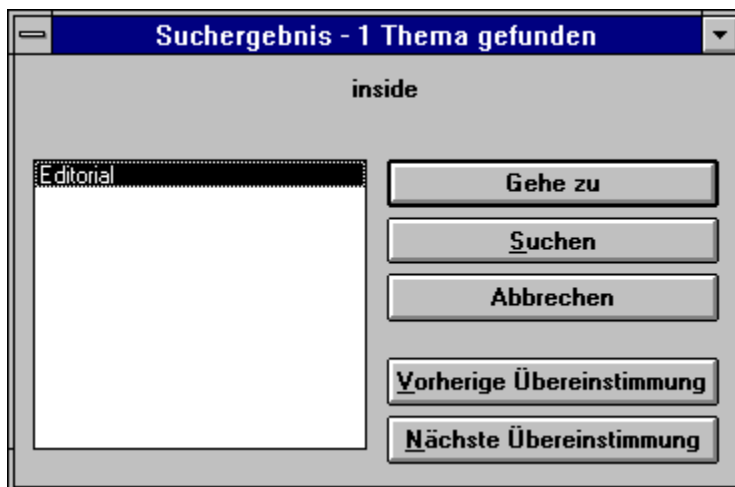 Suchergebnis - 1 Thema gefunden
inside
Editorial
Gehe zu
Suchen
Abbrechen
Vorherige Übereinstimmung
Nächste Übereinstimmung